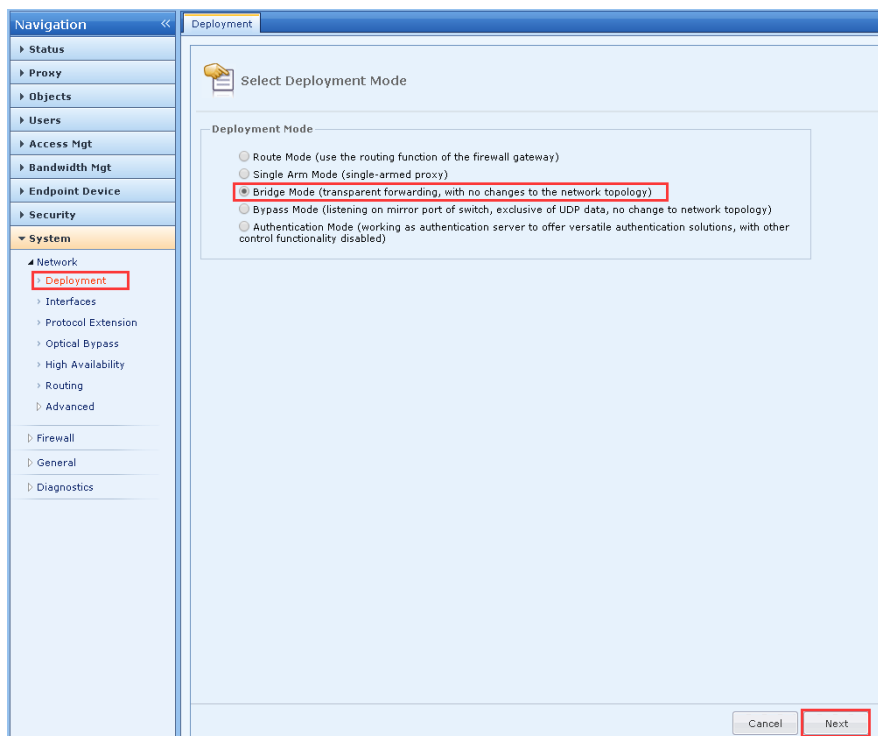 Navigation
Status
Proxy
Objects
Users
Access Mgt
Bandwidth Mgt
Endpoint Device
Security
System
Network
Deployment
Interfaces
Protocol Extension
Optical Bypass
High Availability
Routing
Advanced
Firewall
General
Diagnostics
Deployment
Select Deployment Mode
Deployment Mode
Route Mode (use the routing function of the firewall gateway)
Single Arm Mode (single-armed proxy)
Bridge Mode (transparent forwarding, with no changes to the network topology)
Bypass Mode (listening on mirror port of switch, exclusive of UDP data, no change to network topology)
Authentication Mode (working as authentication server to offer versatile authentication solutions, with other
control functionality disabled)
Cancel
Next